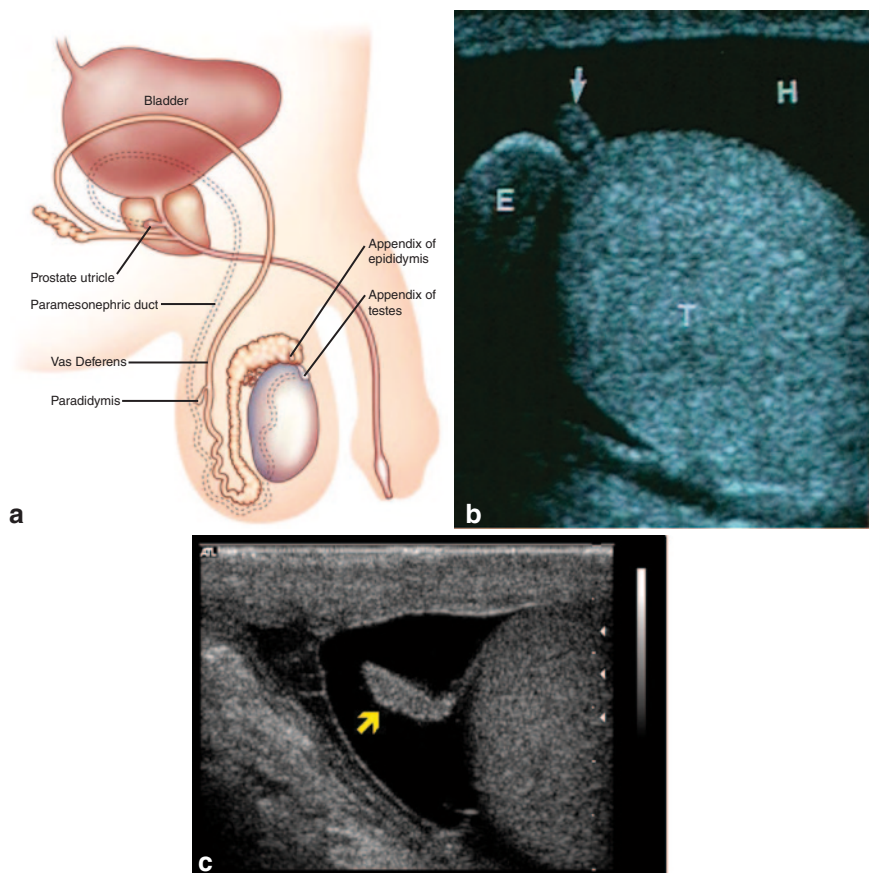 Bladder
Appendix of
epididymis
Prostate utricle
Appendix of
testes
Paramesonephric duct
Vas Deferens
Paradidymis
a
H
E
T
b
ATL
c